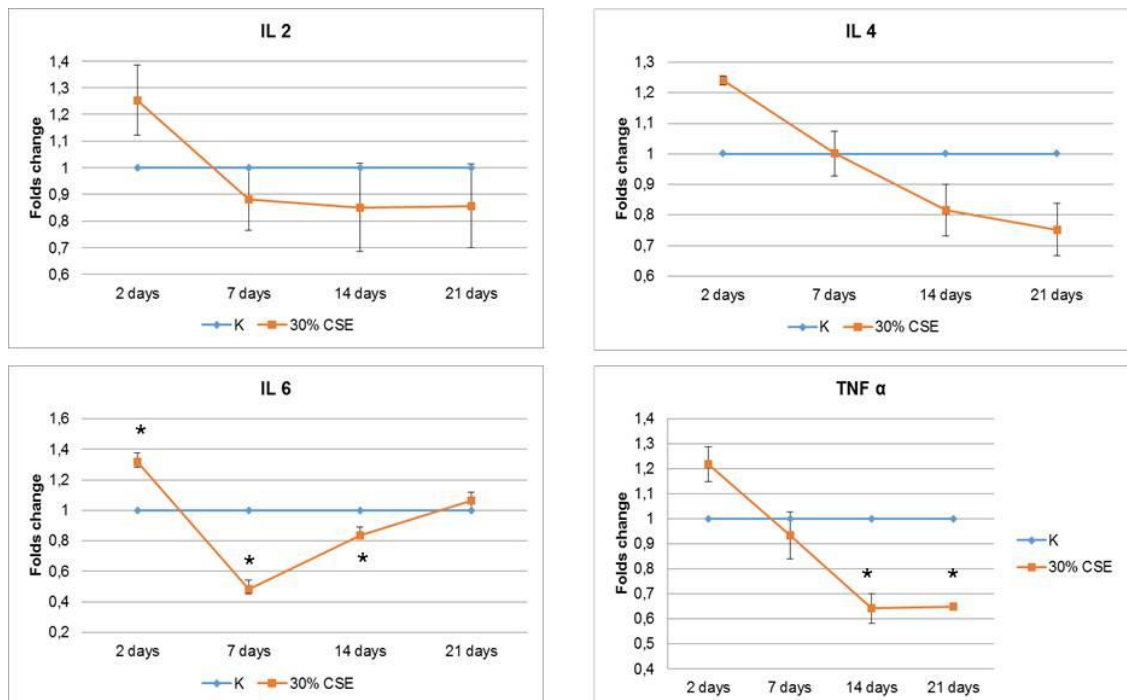 IL 2
Folds change
1,4
1,3
1,2
1,1
1
0,9
0,8
0,7
0,6
2 days 7 days 14 days 21 days
K 30% CSE
IL 4
Folds change
1,3
1,2
1,1
1
0,9
0,8
0,7
0,6
2 days 7 days 14 days 21 days
K 30% CSE
IL 6
Folds change
1,6
1,4
1,2
1
0,8
0,6
0,4
0,2
*
*
*
2 days 7 days 14 days 21 days
K 30% CSE
TNF α
Folds change
1,4
1,3
1,2
1,1
1
0,9
0,8
0,7
0,6
0,5
0,4
* *
2 days 7 days 14 days 21 days
K
30% CSE